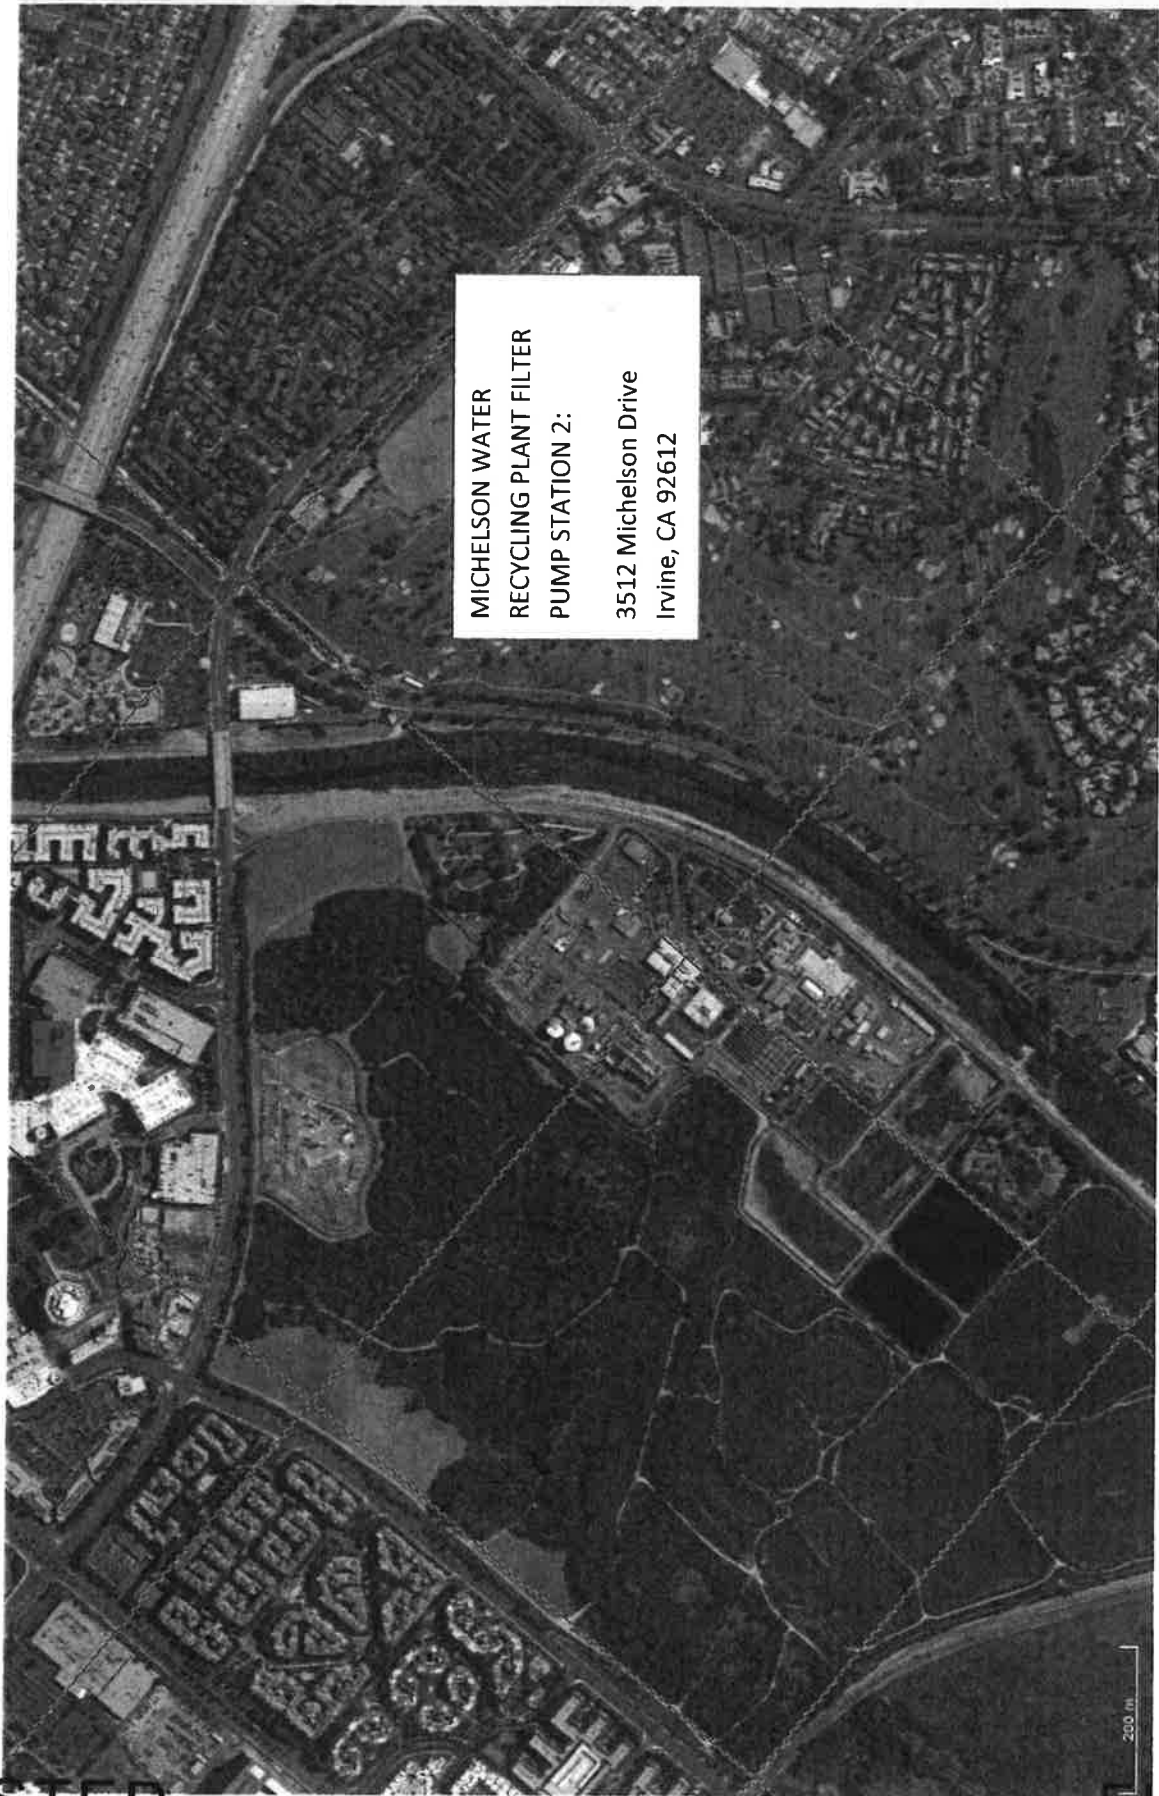 MICHELSON WATER
RECYCLING PLANT FILTER
PUMP STATION 2:
3512 Michelson Drive
Irvine, CA 92612
200 m